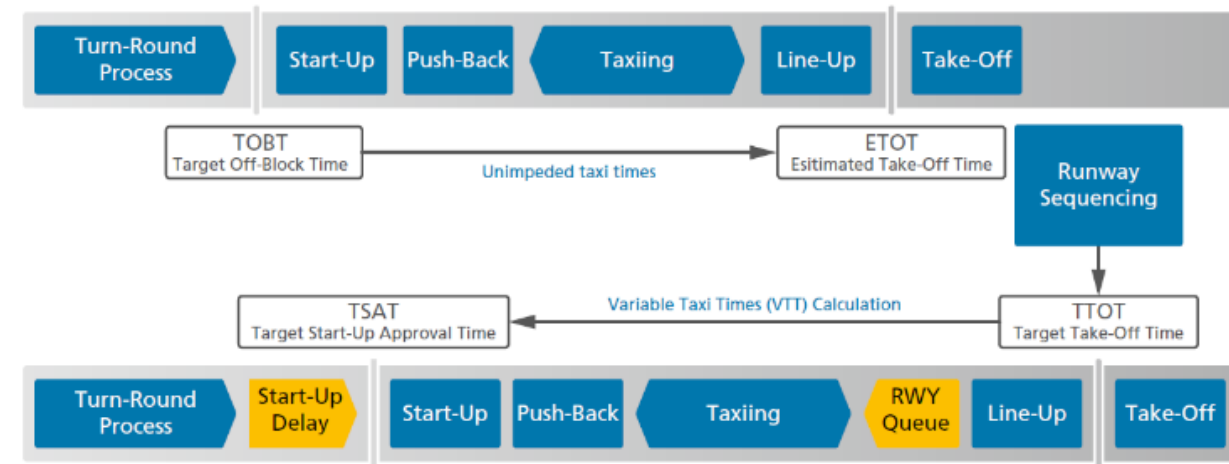 Turn-Round
Process
Start-Up
Push-Back
Taxiing
Line-Up
Take-Off
TOBT
Target Off-Block Time
Unimpeded taxi times
ETOT
Esitimated Take-Off Time
Runway
Sequencing
TSAT
Target Start-Up Approval Time
Variable Taxi Times (VTT) Calculation
TTOT
Target Take-Off Time
Turn-Round
Process
Start-Up
Delay
Start-Up
Push-Back
Taxiing
RWY
Queue
Line-Up
Take-Off